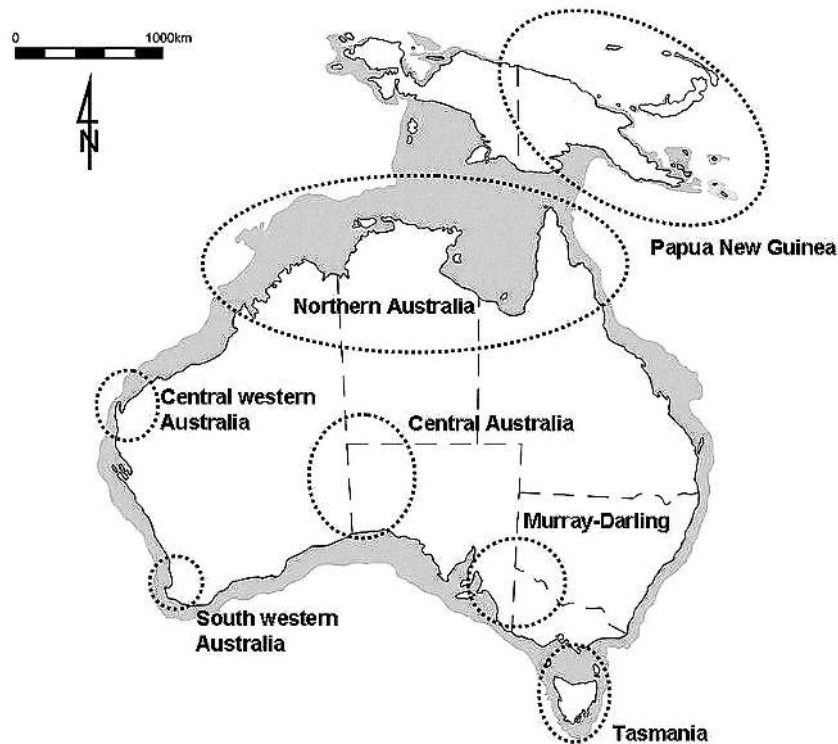 0 1000km
N
Papua New Guinea
Northern Australia
Central western
Australia
Central Australia
Murray-Darling
South western
Australia
Tasmania